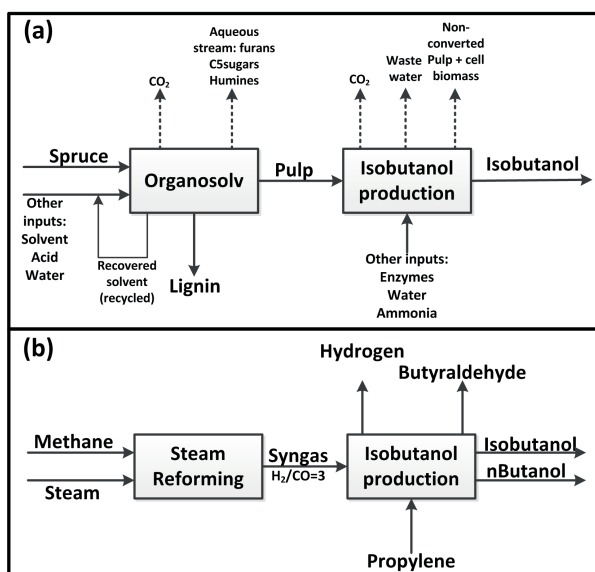 (a)
Aqueous
stream: furans
C5sugars
Humines
CO₂
Non-
converted
Pulp + cell
biomass
Waste
water
CO₂
Spruce
Organosolv
Pulp
Isobutanol
production
Isobutanol
Other
inputs:
Solvent
Acid
Water
Recovered
solvent
(recycled)
Lignin
Other inputs:
Enzymes
Water
Ammonia
(b)
Hydrogen
Butyraldehyde
Methane
Steam
Steam
Reforming
Syngas
H₂/CO=3
Isobutanol
production
Isobutanol
nButanol
Propylene